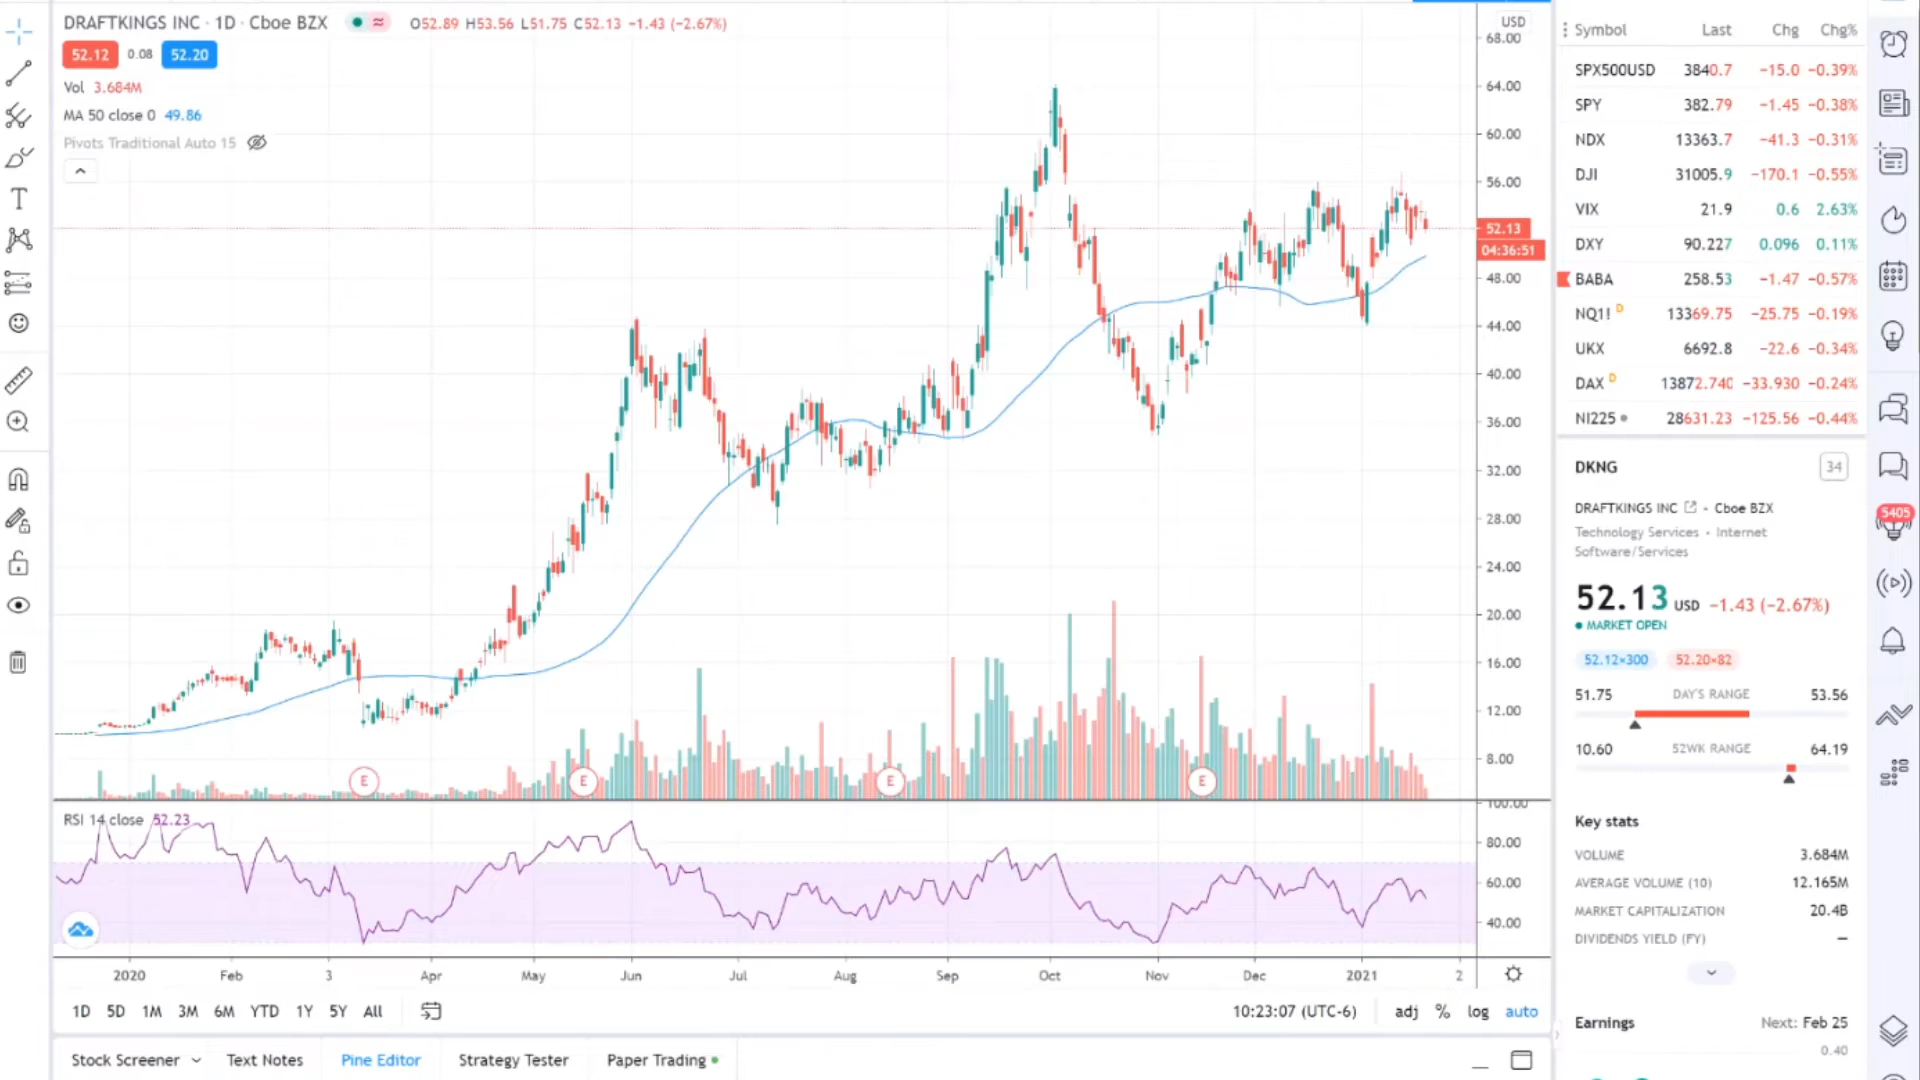 DRAFTKINGS INC · 1D · Cboe BZX
O52.89 H53.56 L51.75 C52.13 −1.43 (−2.67%)
52.12 0.08 52.20
Vol 3.684M
MA 50 close 0 49.86
Pivots Traditional Auto 15
USD
68.00
64.00
60.00
56.00
52.13
04:36:51
48.00
44.00
40.00
36.00
32.00
28.00
24.00
20.00
16.00
12.00
8.00
E E E E
RSI 14 close 52.23
100.00
80.00
60.00
40.00
2020 Feb 3 Apr May Jun Jul Aug Sep Oct Nov Dec 2021 2
1D 5D 1M 3M 6M YTD 1Y 5Y All
10:23:07 (UTC-6) adj % log auto
Stock Screener Text Notes Pine Editor Strategy Tester Paper Trading
Symbol Last Chg Chg%
SPX500USD 3840.7 −15.0 −0.39%
SPY 382.79 −1.45 −0.38%
NDX 13363.7 −41.3 −0.31%
DJI 31005.9 −170.1 −0.55%
VIX 21.9 0.6 2.63%
DXY 90.227 0.096 0.11%
BABA 258.53 −1.47 −0.57%
NQ1! D 13369.75 −25.75 −0.19%
UKX 6692.8 −22.6 −0.34%
DAX D 13872.740 −33.930 −0.24%
NI225 28631.23 −125.56 −0.44%
DKNG 34
DRAFTKINGS INC · Cboe BZX
Technology Services · Internet
Software/Services
52.13 USD −1.43 (−2.67%)
MARKET OPEN
52.12×300 52.20×82
51.75 DAY'S RANGE 53.56
10.60 52WK RANGE 64.19
Key stats
VOLUME 3.684M
AVERAGE VOLUME (10) 12.165M
MARKET CAPITALIZATION 20.4B
DIVIDENDS YIELD (FY) —
Earnings Next: Feb 25
0.40
5405